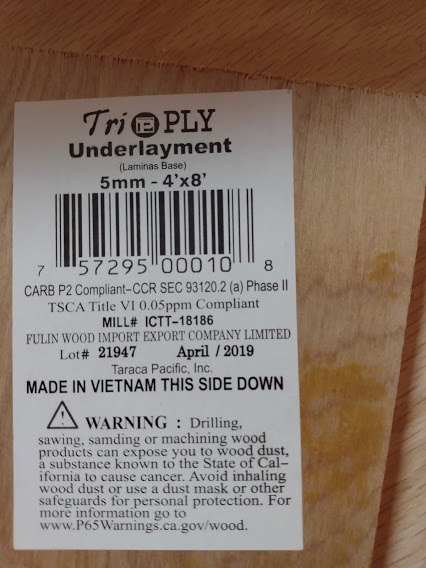 Tri PLY
Underlayment
(Laminas Base)
5mm - 4'x8'
7 57295 00010 8
CARB P2 Compliant-CCR SEC 93120.2 (a) Phase II
TSCA Title VI 0.05ppm Compliant
MILL# ICTT-18186
FULIN WOOD IMPORT EXPORT COMPANY LIMITED
Lot# 21947 April / 2019
Taraca Pacific, Inc.
MADE IN VIETNAM THIS SIDE DOWN
WARNING : Drilling,
sawing, samding or machining wood
products can expose you to wood dust,
a substance known to the State of Cal-
ifornia to cause cancer. Avoid inhaling
wood dust or use a dust mask or other
safeguards for personal protection. For
more information go to
www.P65Warnings.ca.gov/wood.